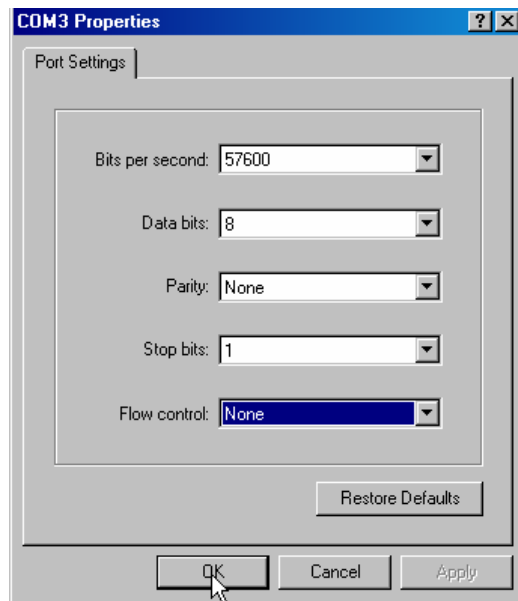 COM3 Properties
Port Settings
Bits per second: 57600
Data bits: 8
Parity: None
Stop bits: 1
Flow control: None
Restore Defaults
OK Cancel Apply